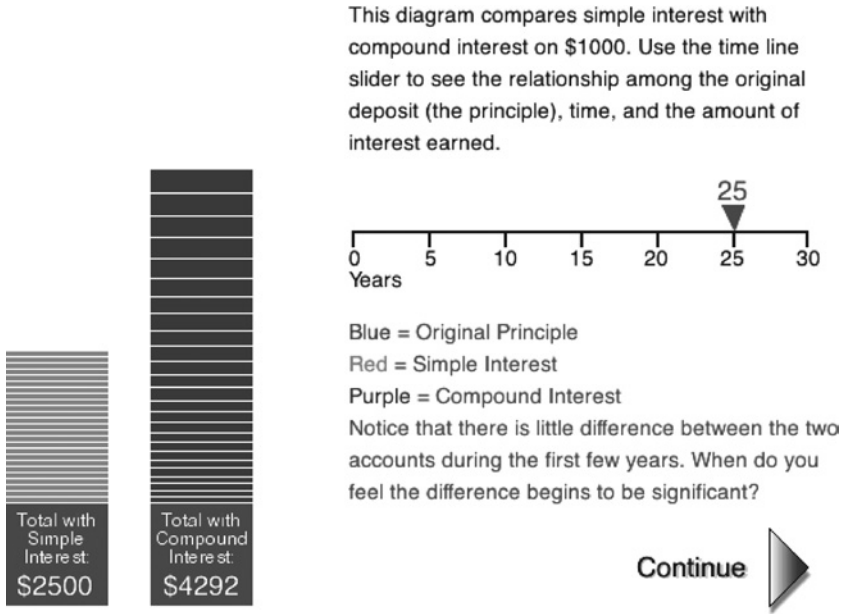 This diagram compares simple interest with
compound interest on $1000. Use the time line
slider to see the relationship among the original
deposit (the principle), time, and the amount of
interest earned.
25
0 5 10 15 20 25 30
Years
Blue = Original Principle
Red = Simple Interest
Purple = Compound Interest
Notice that there is little difference between the two
accounts during the first few years. When do you
feel the difference begins to be significant?
Total with
Simple
Interest:
$2500
Total with
Compound
Interest:
$4292
Continue